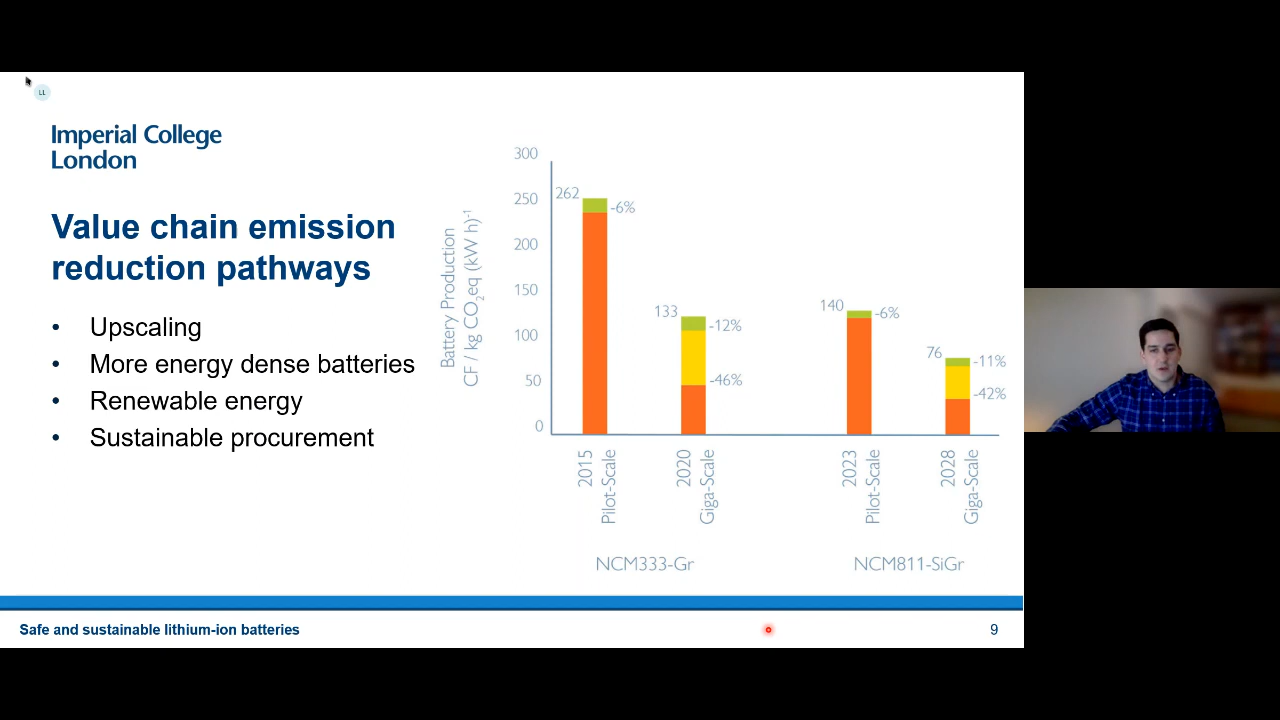 LL
Imperial College
London
Value chain emission
reduction pathways
• Upscaling
• More energy dense batteries
• Renewable energy
• Sustainable procurement
Battery Production
CF / kg CO2eq (kW h)-1
300
250
200
150
100
50
0
262
-6%
133
-12%
-46%
140
-6%
76
-11%
-42%
2015
Pilot-Scale
2020
Giga-Scale
2023
Pilot-Scale
2028
Giga-Scale
NCM333-Gr
NCM811-SiGr
Safe and sustainable lithium-ion batteries
9